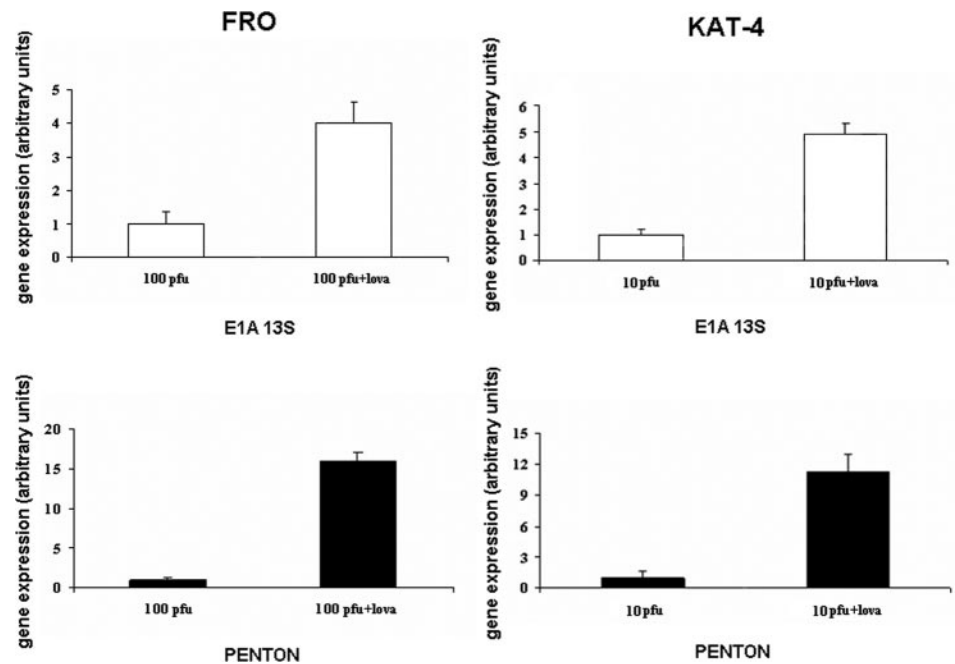 FRO
gene expression (arbitrary units)
5
4
3
2
1
0
100 pfu
100 pfu+lova
E1A 13S
KAT-4
gene expression (arbitrary units)
6
5
4
3
2
1
0
10pfu
10pfu+lova
E1A 13S
gene expression (arbitrary units)
20
15
10
5
0
100 pfu
100 pfu+lova
PENTON
gene expression (arbitrary units)
15
12
9
6
3
0
10pfu
10pfu+lova
PENTON